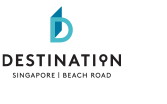 DESTINATION
SINGAPORE | BEACH ROAD